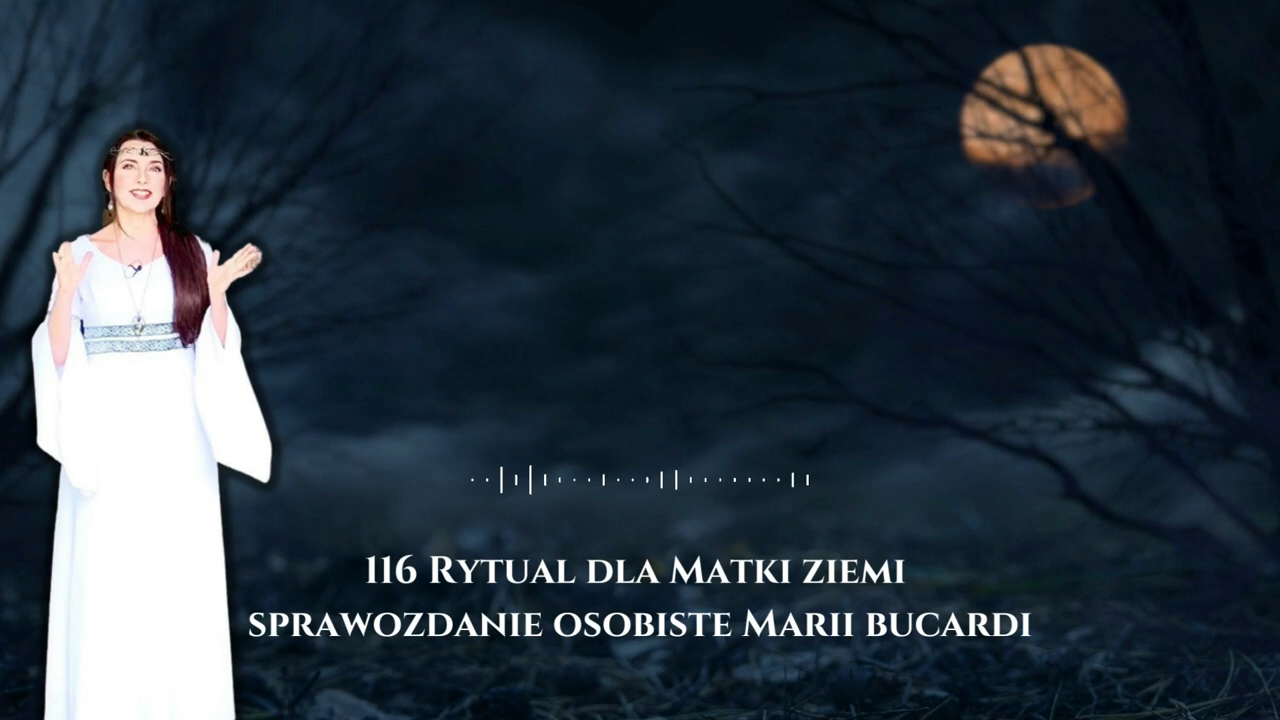 116 Rytual dla Matki ziemi
sprawozdanie osobiste Marii bucardi